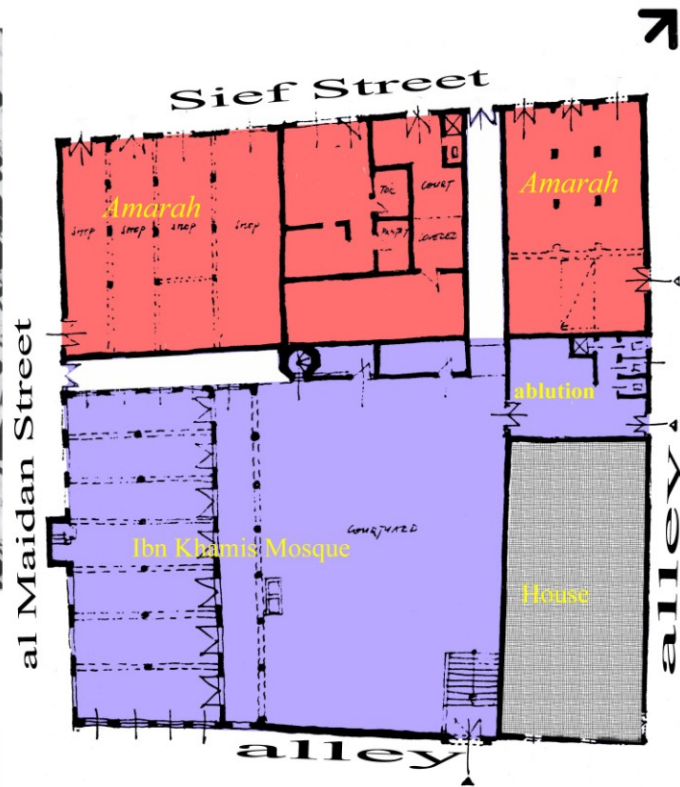 Sief Street
Amarah
Amarah
SHOP SHOP SHOP SHOP
COURT
COVERED
al Maidan Street
ablution
COURTYARD
Ibn Khamis Mosque
House
alley
alley